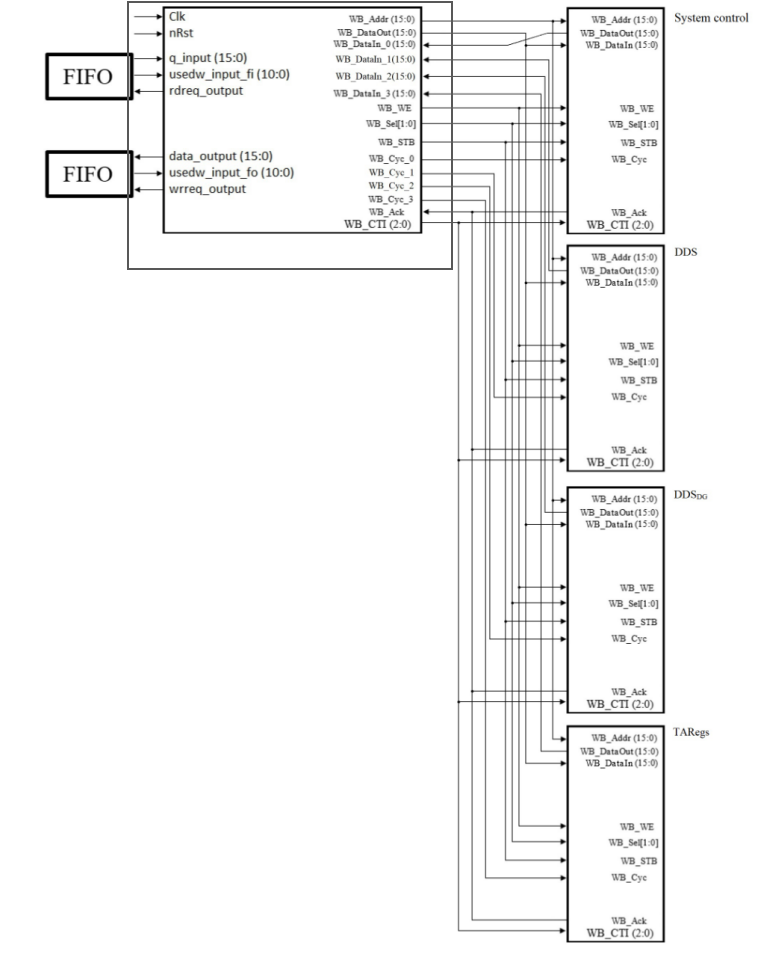 FIFO
FIFO
Clk
nRst
q_input (15:0)
usedw_input_fi (10:0)
rdreq_output
data_output (15:0)
usedw_input_fo (10:0)
wrreq_output
WB_Addr (15:0)
WB_DataOut (15:0)
WB_DataIn_0 (15:0)
WB_DataIn_1(15:0)
WB_DataIn_2(15:0)
WB_DataIn_3 (15:0)
WB_WE
WB_Sel[1:0]
WB_STB
WB_Cyc_0
WB_Cyc_1
WB_Cyc_2
WB_Cyc_3
WB_Ack
WB_CTI (2:0)
System control
WB_Addr (15:0)
WB_DataOut (15:0)
WB_DataIn (15:0)
WB_WE
WB_Sel[1:0]
WB_STB
WB_Cyc
WB_Ack
WB_CTI (2:0)
DDS
WB_Addr (15:0)
WB_DataOut (15:0)
WB_DataIn (15:0)
WB_WE
WB_Sel[1:0]
WB_STB
WB_Cyc
WB_Ack
WB_CTI (2:0)
DDS_DG
WB_Addr (15:0)
WB_DataOut (15:0)
WB_DataIn (15:0)
WB_WE
WB_Sel[1:0]
WB_STB
WB_Cyc
WB_Ack
WB_CTI (2:0)
TARegs
WB_Addr (15:0)
WB_DataOut (15:0)
WB_DataIn (15:0)
WB_WE
WB_Sel[1:0]
WB_STB
WB_Cyc
WB_Ack
WB_CTI (2:0)